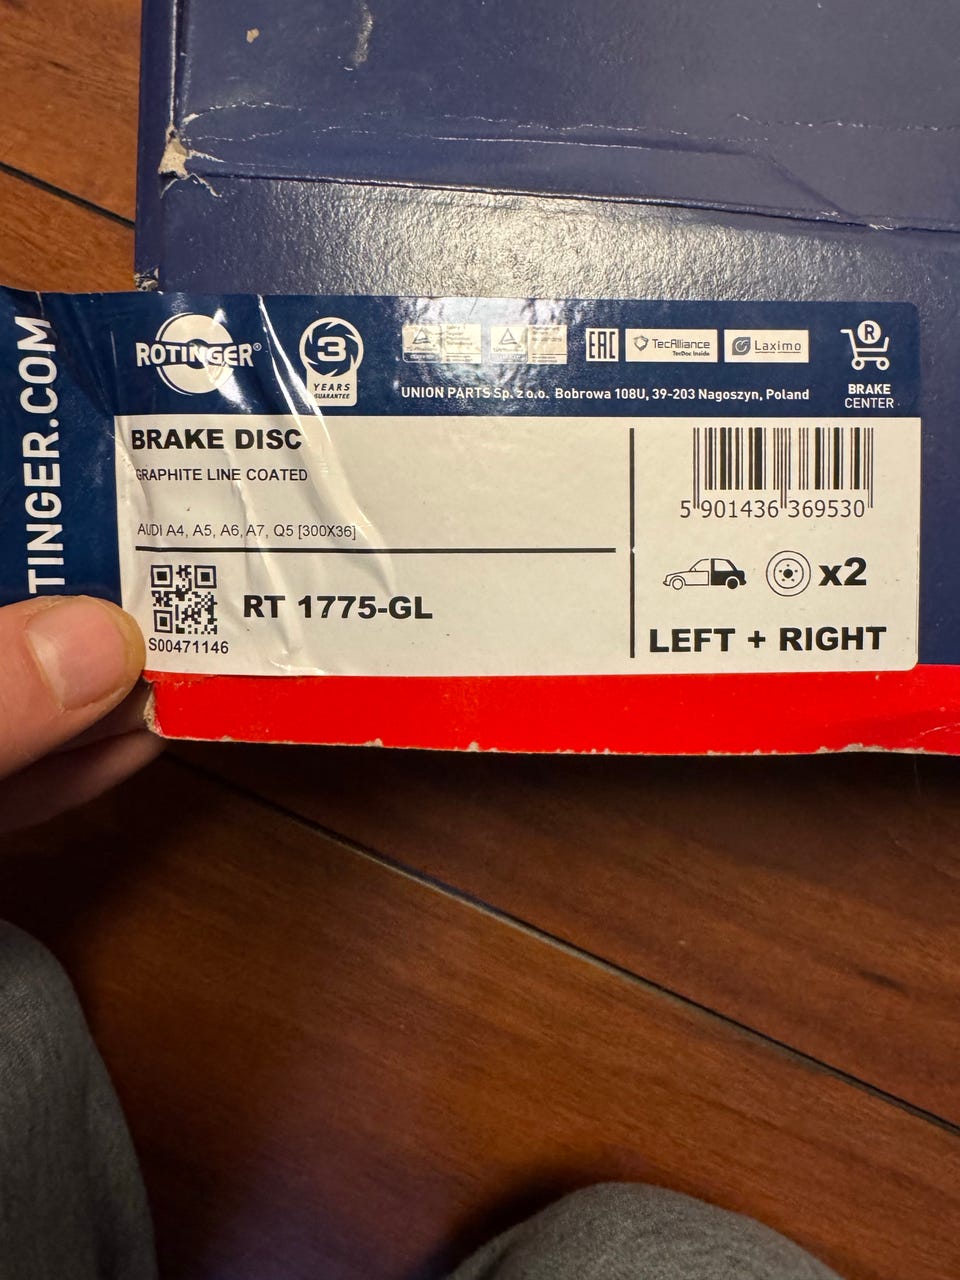 TINGER.COM
ROTINGER®
3
YEARS
GUARANTEE
EAC
TecAlliance
TecDoc Inside
Laximo
R
BRAKE
CENTER
UNION PARTS Sp. z o.o. Bobrowa 108U, 39-203 Nagoszyn, Poland
BRAKE DISC
GRAPHITE LINE COATED
AUDI A4, A5, A6, A7, Q5 [300X36]
RT 1775-GL
S00471146
5 901436 369530
x2
LEFT + RIGHT